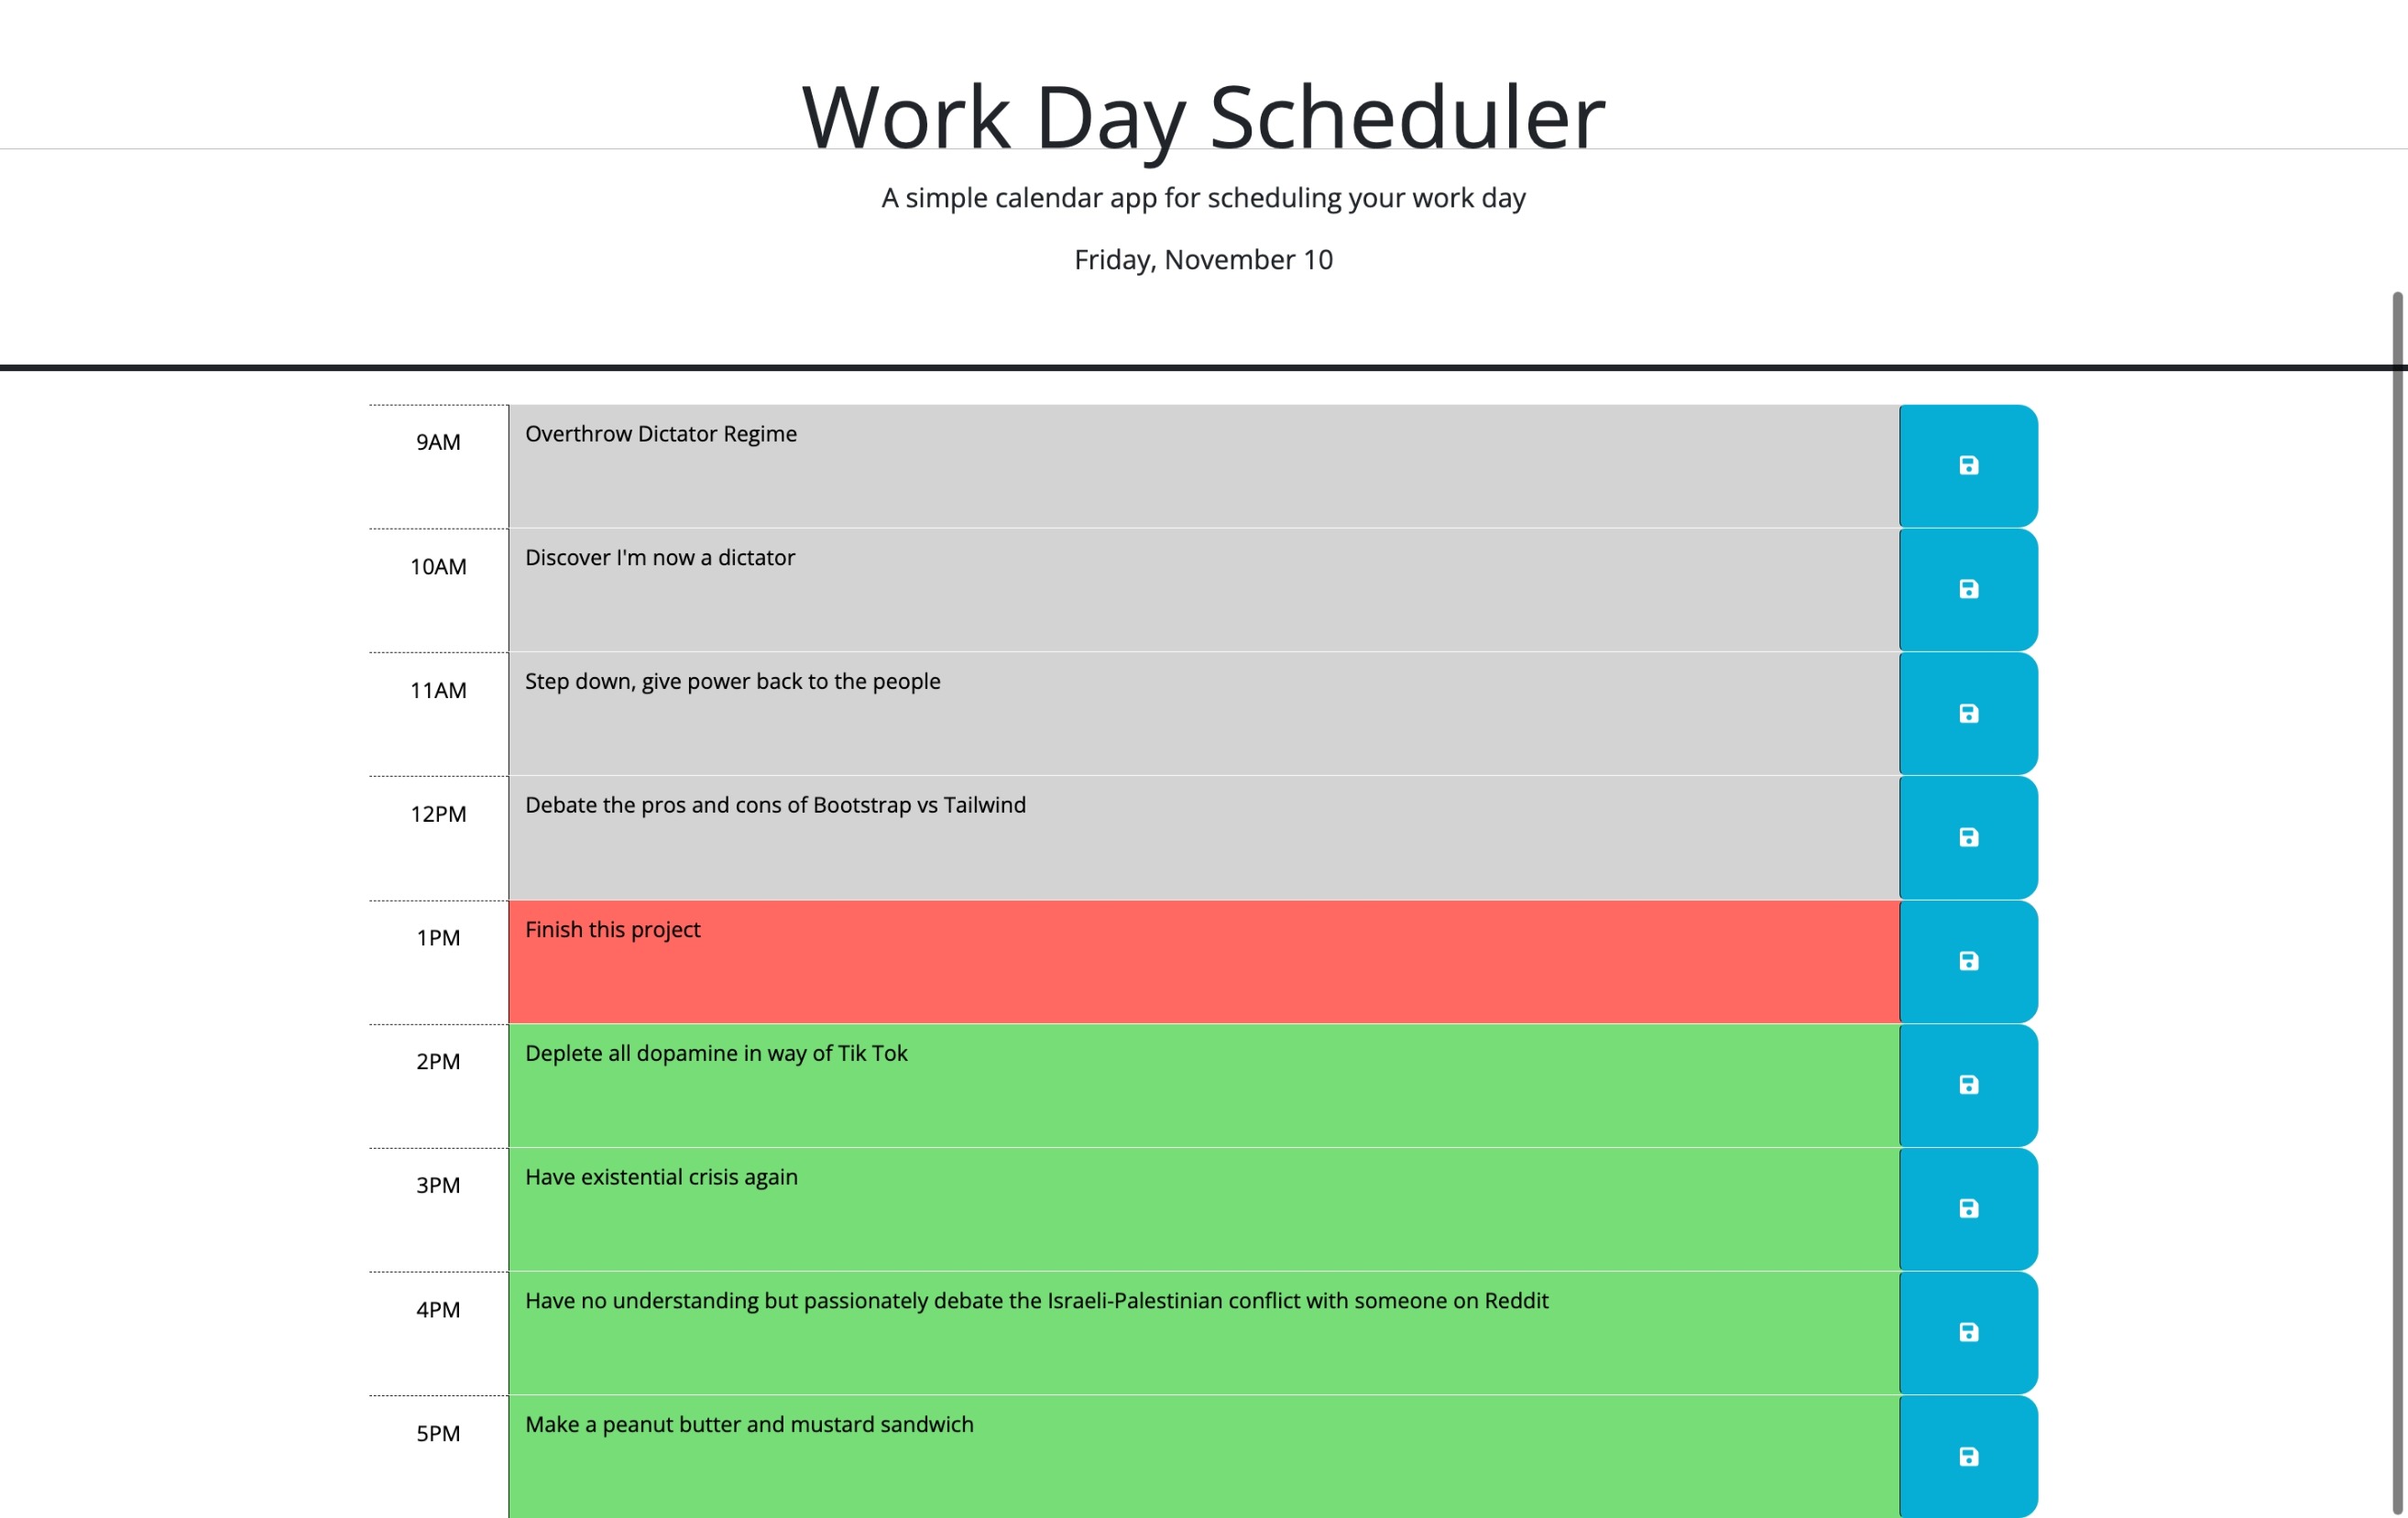 Work Day Scheduler
A simple calendar app for scheduling your work day
Friday, November 10
9AM
Overthrow Dictator Regime
10AM
Discover I'm now a dictator
11AM
Step down, give power back to the people
12PM
Debate the pros and cons of Bootstrap vs Tailwind
1PM
Finish this project
2PM
Deplete all dopamine in way of Tik Tok
3PM
Have existential crisis again
4PM
Have no understanding but passionately debate the Israeli-Palestinian conflict with someone on Reddit
5PM
Make a peanut butter and mustard sandwich